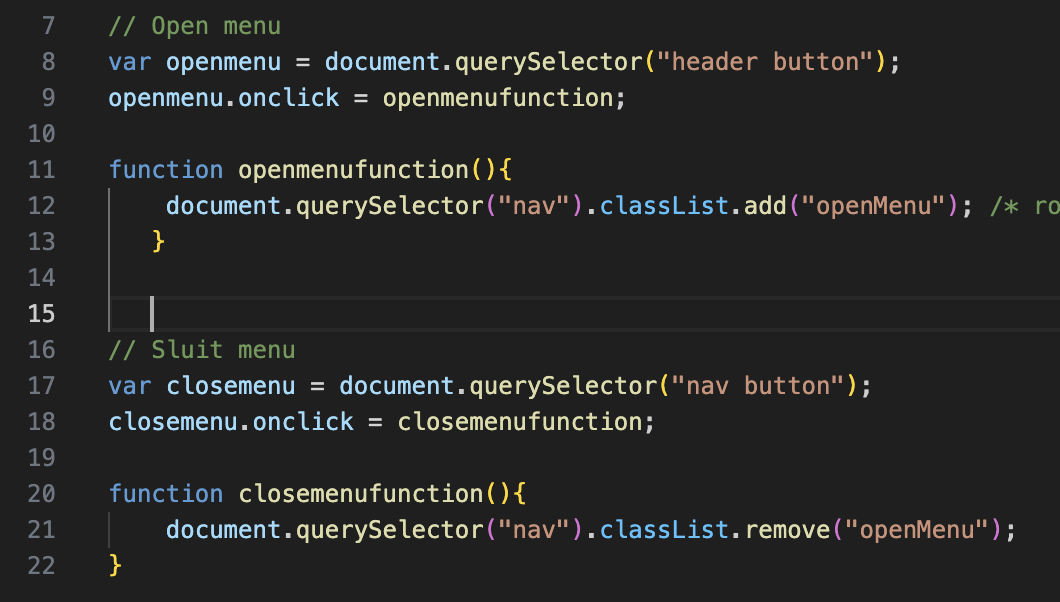 7 // Open menu
8 var openmenu = document.querySelector("header button");
9 openmenu.onclick = openmenufunction;
10
11 function openmenufunction(){
12 document.querySelector("nav").classList.add("openMenu"); /*
13 }
14
15
16 // Sluit menu
17 var closemenu = document.querySelector("nav button");
18 closemenu.onclick = closemenufunction;
19
20 function closemenufunction(){
21 document.querySelector("nav").classList.remove("openMenu");
22 }